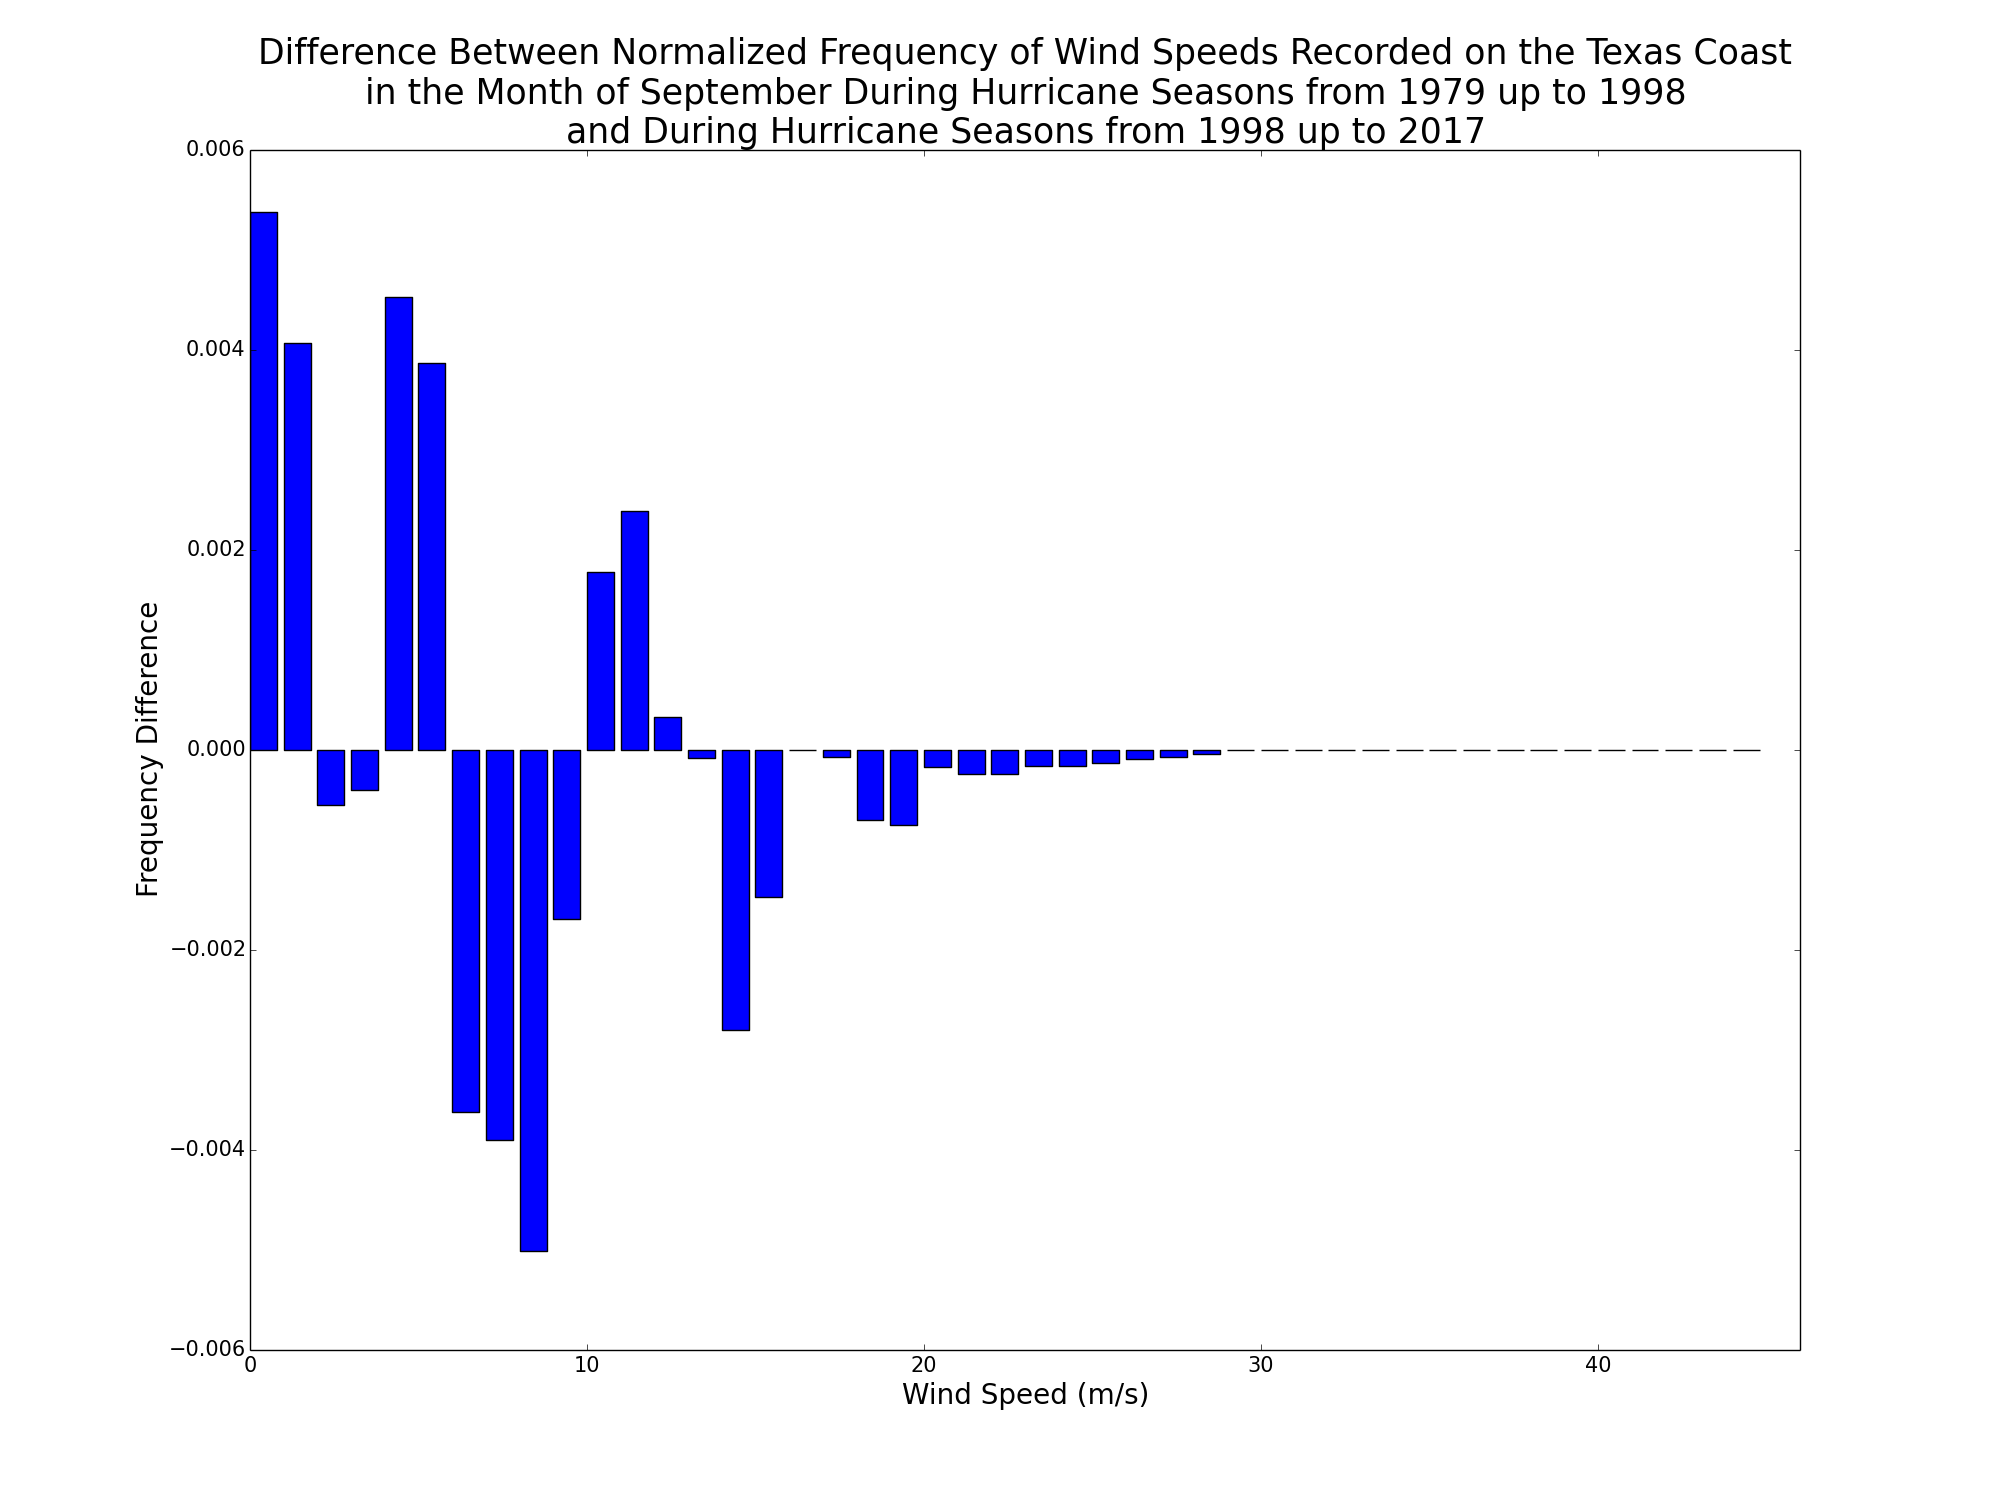 Difference Between Normalized Frequency of Wind Speeds Recorded on the Texas Coast
in the Month of September During Hurricane Seasons from 1979 up to 1998
and During Hurricane Seasons from 1998 up to 2017
0.006
0.004
0.002
0.000
−0.002
−0.004
−0.006
Frequency Difference
0 10 20 30 40
Wind Speed (m/s)